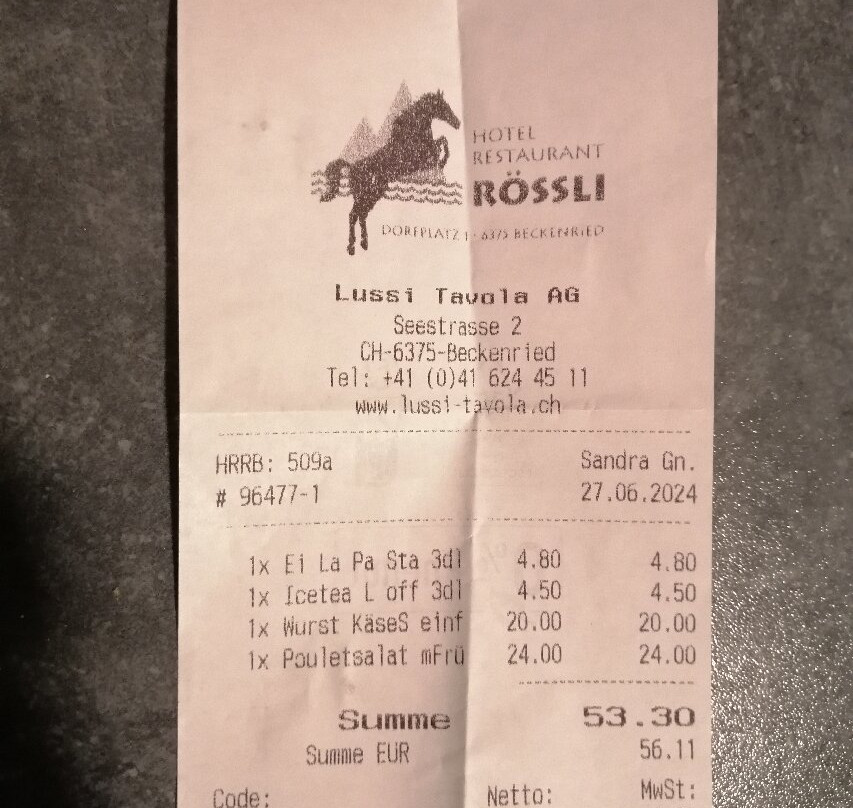 HOTEL
RESTAURANT
RÖSSLI
DORFPLATZ 1 · 6375 BECKENRIED
Lussi Tavola AG
Seestrasse 2
CH-6375-Beckenried
Tel: +41 (0)41 624 45 11
www.lussi-tavola.ch
HRRB: 509a Sandra Gn.
# 96477-1 27.06.2024
1x Ei La Pa Sta 3dl 4.80 4.80
1x Icetea L off 3dl 4.50 4.50
1x Wurst KäseS einf 20.00 20.00
1x Pouletsalat mFrü 24.00 24.00
Summe 53.30
Summe EUR 56.11
Code: Netto: MwSt: